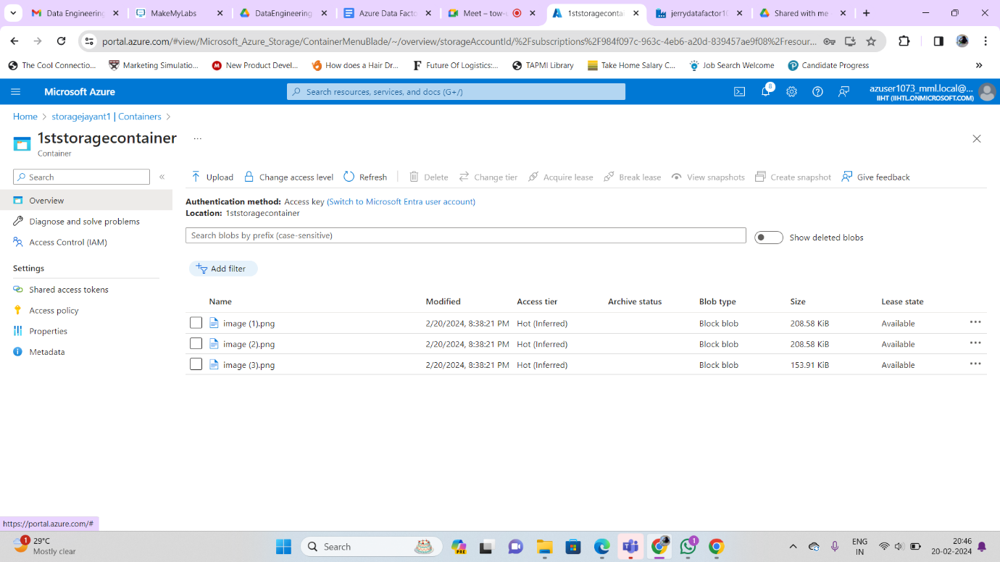 Data Engineering
MakeMyLabs
DataEngineering
Azure Data Facto
Meet – tow-
1ststoragecontai
jerrydatafactor10
Shared with me
portal.azure.com/#view/Microsoft_Azure_Storage/ContainerMenuBlade/~/overview/storageAccountId/%2Fsubscriptions%2F984f097c-963c-4eb6-a20d-839457ae9f08%2Fresour...
The Cool Connectio...
Marketing Simulatio...
New Product Devel...
How does a Hair Dr...
Future Of Logistics:...
TAPMI Library
Take Home Salary C...
Job Search Welcome
Candidate Progress
Microsoft Azure
Search resources, services, and docs (G+/)
8
azuser1073_mml.local@...
IIHT (IIHTL.ONMICROSOFT.COM)
Home > storagejayant1 | Containers >
1ststoragecontainer ...
Container
Search
Upload
Change access level
Refresh
Delete
Change tier
Acquire lease
Break lease
View snapshots
Create snapshot
Give feedback
Overview
Diagnose and solve problems
Access Control (IAM)
Settings
Shared access tokens
Access policy
Properties
Metadata
Authentication method: Access key (Switch to Microsoft Entra user account)
Location: 1ststoragecontainer
Search blobs by prefix (case-sensitive)
Show deleted blobs
Add filter
Name Modified Access tier Archive status Blob type Size Lease state
image (1).png 2/20/2024, 8:38:21 PM Hot (Inferred) Block blob 208.58 KiB Available
image (2).png 2/20/2024, 8:38:21 PM Hot (Inferred) Block blob 208.58 KiB Available
image (3).png 2/20/2024, 8:38:21 PM Hot (Inferred) Block blob 153.91 KiB Available
https://portal.azure.com/#
1
29°C
Mostly clear
Search
PRE
1
ENG
IN
20:46
20-02-2024